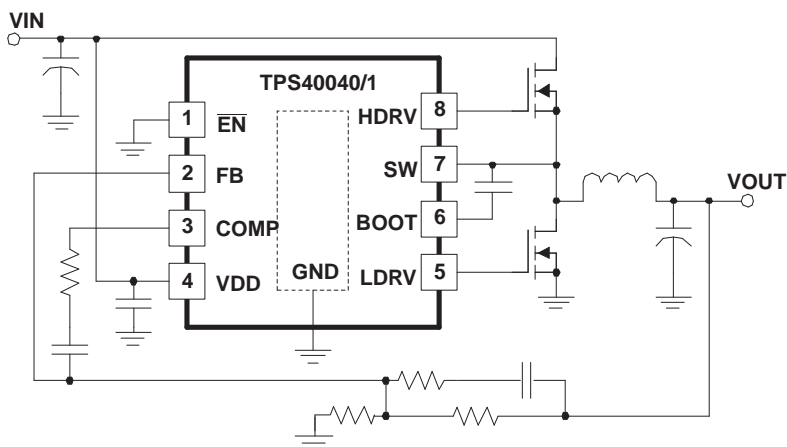 VIN
TPS40040/1
1 EN
2 FB
3 COMP
4 VDD
GND
HDRV 8
SW 7
BOOT 6
LDRV 5
VOUT